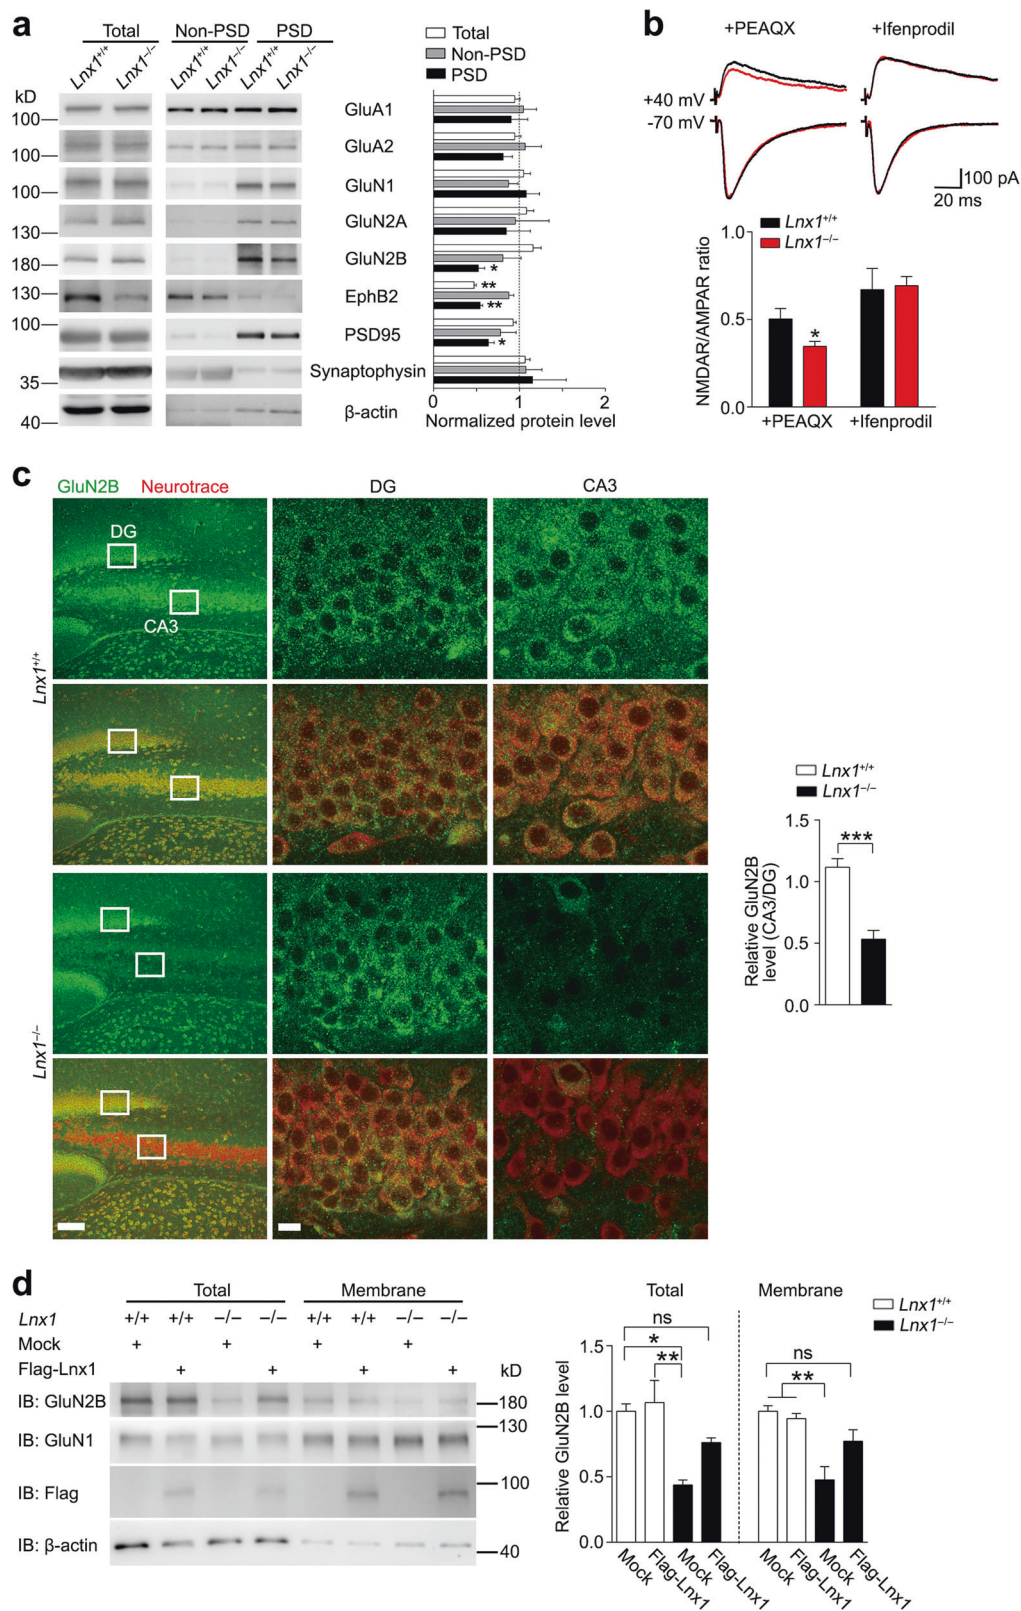 a
Total Non-PSD PSD
Lnx1+/+ Lnx1−/− Lnx1+/+ Lnx1−/− Lnx1+/+ Lnx1−/−
kD
100
100
100
130
180
130
100
35
40
GluA1
GluA2
GluN1
GluN2A
GluN2B
EphB2
PSD95
Synaptophysin
β-actin
Total
Non-PSD
PSD
*
**
**
*
0 1 2
Normalized protein level
b
+PEAQX +Ifenprodil
+40 mV
-70 mV
100 pA
20 ms
Lnx1+/+
Lnx1−/−
NMDAR/AMPAR ratio
1.0
0.5
0.0
*
+PEAQX +Ifenprodil
c
GluN2B Neurotrace DG CA3
DG
CA3
Lnx1+/+
Lnx1−/−
Lnx1+/+
Lnx1−/−
Relative GluN2B
level (CA3/DG)
1.5
1.0
0.5
0.0
***
d
Total Membrane
Lnx1 +/+ +/+ −/− −/− +/+ +/+ −/− −/−
Mock + + + +
Flag-Lnx1 + + + + kD
IB: GluN2B 180
130
IB: GluN1
IB: Flag 100
IB: β-actin 40
Total Membrane
Lnx1+/+
Lnx1−/−
Relative GluN2B level
1.5
1.0
0.5
0.0
ns
*
**
ns
**
Mock Flag-Lnx1 Mock Flag-Lnx1 Mock Flag-Lnx1 Mock Flag-Lnx1